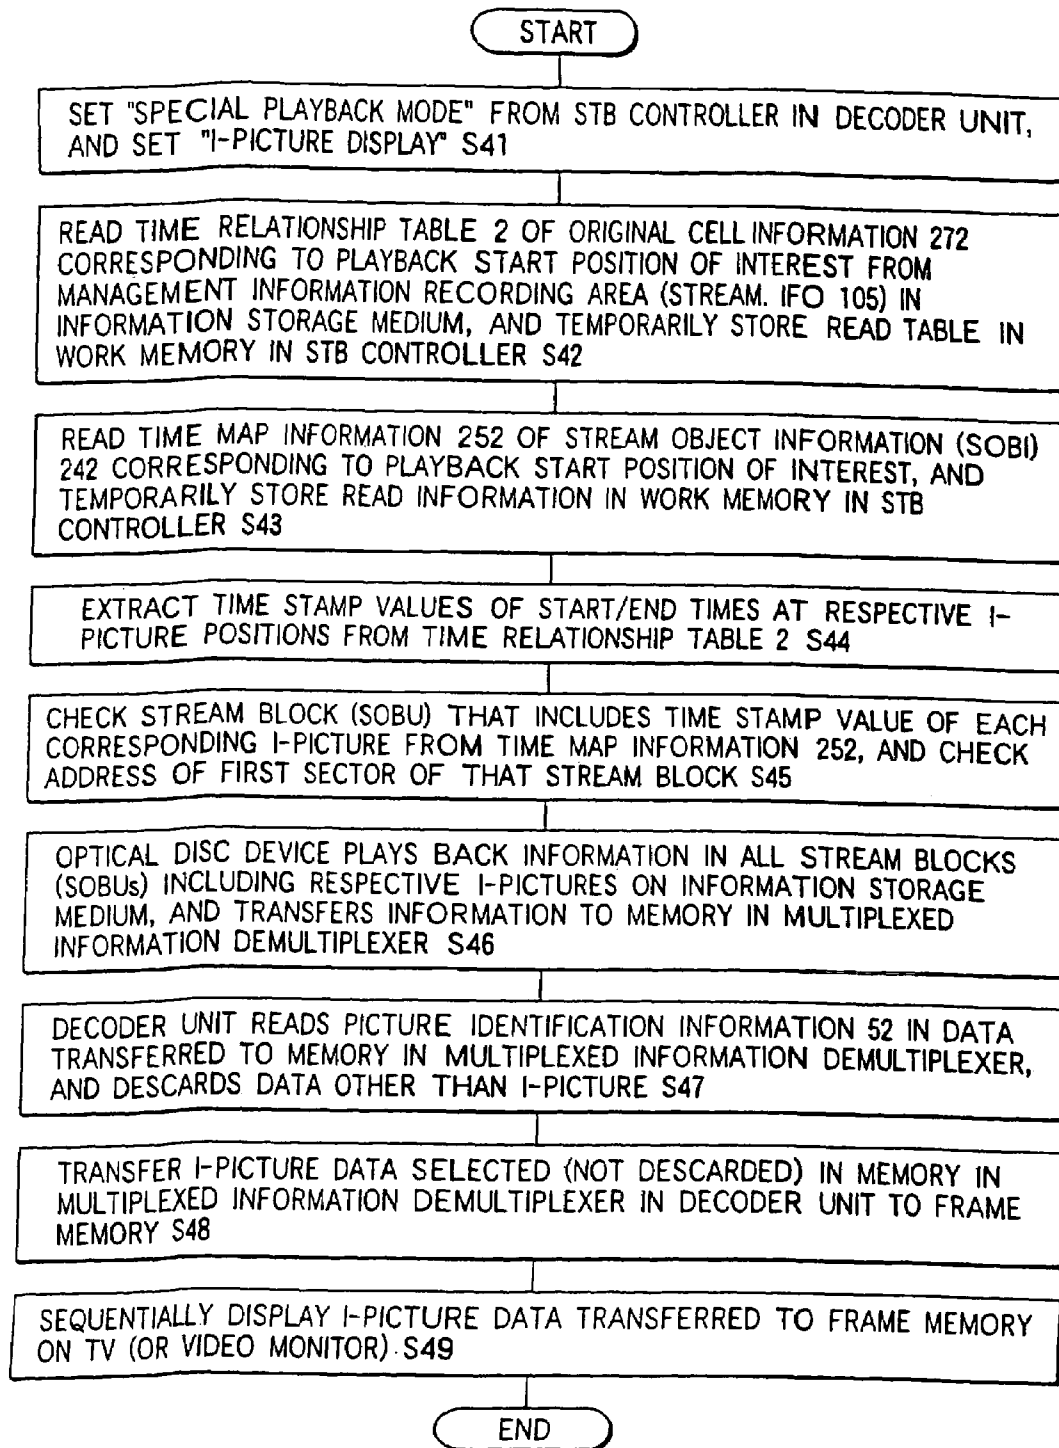 START
SET "SPECIAL PLAYBACK MODE" FROM STB CONTROLLER IN DECODER UNIT,
AND SET "I-PICTURE DISPLAY" S41
READ TIME RELATIONSHIP TABLE 2 OF ORIGINAL CELL INFORMATION 272
CORRESPONDING TO PLAYBACK START POSITION OF INTEREST FROM
MANAGEMENT INFORMATION RECORDING AREA (STREAM. IFO 105) IN
INFORMATION STORAGE MEDIUM, AND TEMPORARILY STORE READ TABLE IN
WORK MEMORY IN STB CONTROLLER S42
READ TIME MAP INFORMATION 252 OF STREAM OBJECT INFORMATION (SOBI)
242 CORRESPONDING TO PLAYBACK START POSITION OF INTEREST, AND
TEMPORARILY STORE READ INFORMATION IN WORK MEMORY IN STB
CONTROLLER S43
EXTRACT TIME STAMP VALUES OF START/END TIMES AT RESPECTIVE I-
PICTURE POSITIONS FROM TIME RELATIONSHIP TABLE 2 S44
CHECK STREAM BLOCK (SOBU) THAT INCLUDES TIME STAMP VALUE OF EACH
CORRESPONDING I-PICTURE FROM TIME MAP INFORMATION 252, AND CHECK
ADDRESS OF FIRST SECTOR OF THAT STREAM BLOCK S45
OPTICAL DISC DEVICE PLAYS BACK INFORMATION IN ALL STREAM BLOCKS
(SOBUs) INCLUDING RESPECTIVE I-PICTURES ON INFORMATION STORAGE
MEDIUM, AND TRANSFERS INFORMATION TO MEMORY IN MULTIPLEXED
INFORMATION DEMULTIPLEXER S46
DECODER UNIT READS PICTURE IDENTIFICATION INFORMATION 52 IN DATA
TRANSFERRED TO MEMORY IN MULTIPLEXED INFORMATION DEMULTIPLEXER,
AND DESCARDS DATA OTHER THAN I-PICTURE S47
TRANSFER I-PICTURE DATA SELECTED (NOT DESCARDED) IN MEMORY IN
MULTIPLEXED INFORMATION DEMULTIPLEXER IN DECODER UNIT TO FRAME
MEMORY S48
SEQUENTIALLY DISPLAY I-PICTURE DATA TRANSFERRED TO FRAME MEMORY
ON TV (OR VIDEO MONITOR) S49
END